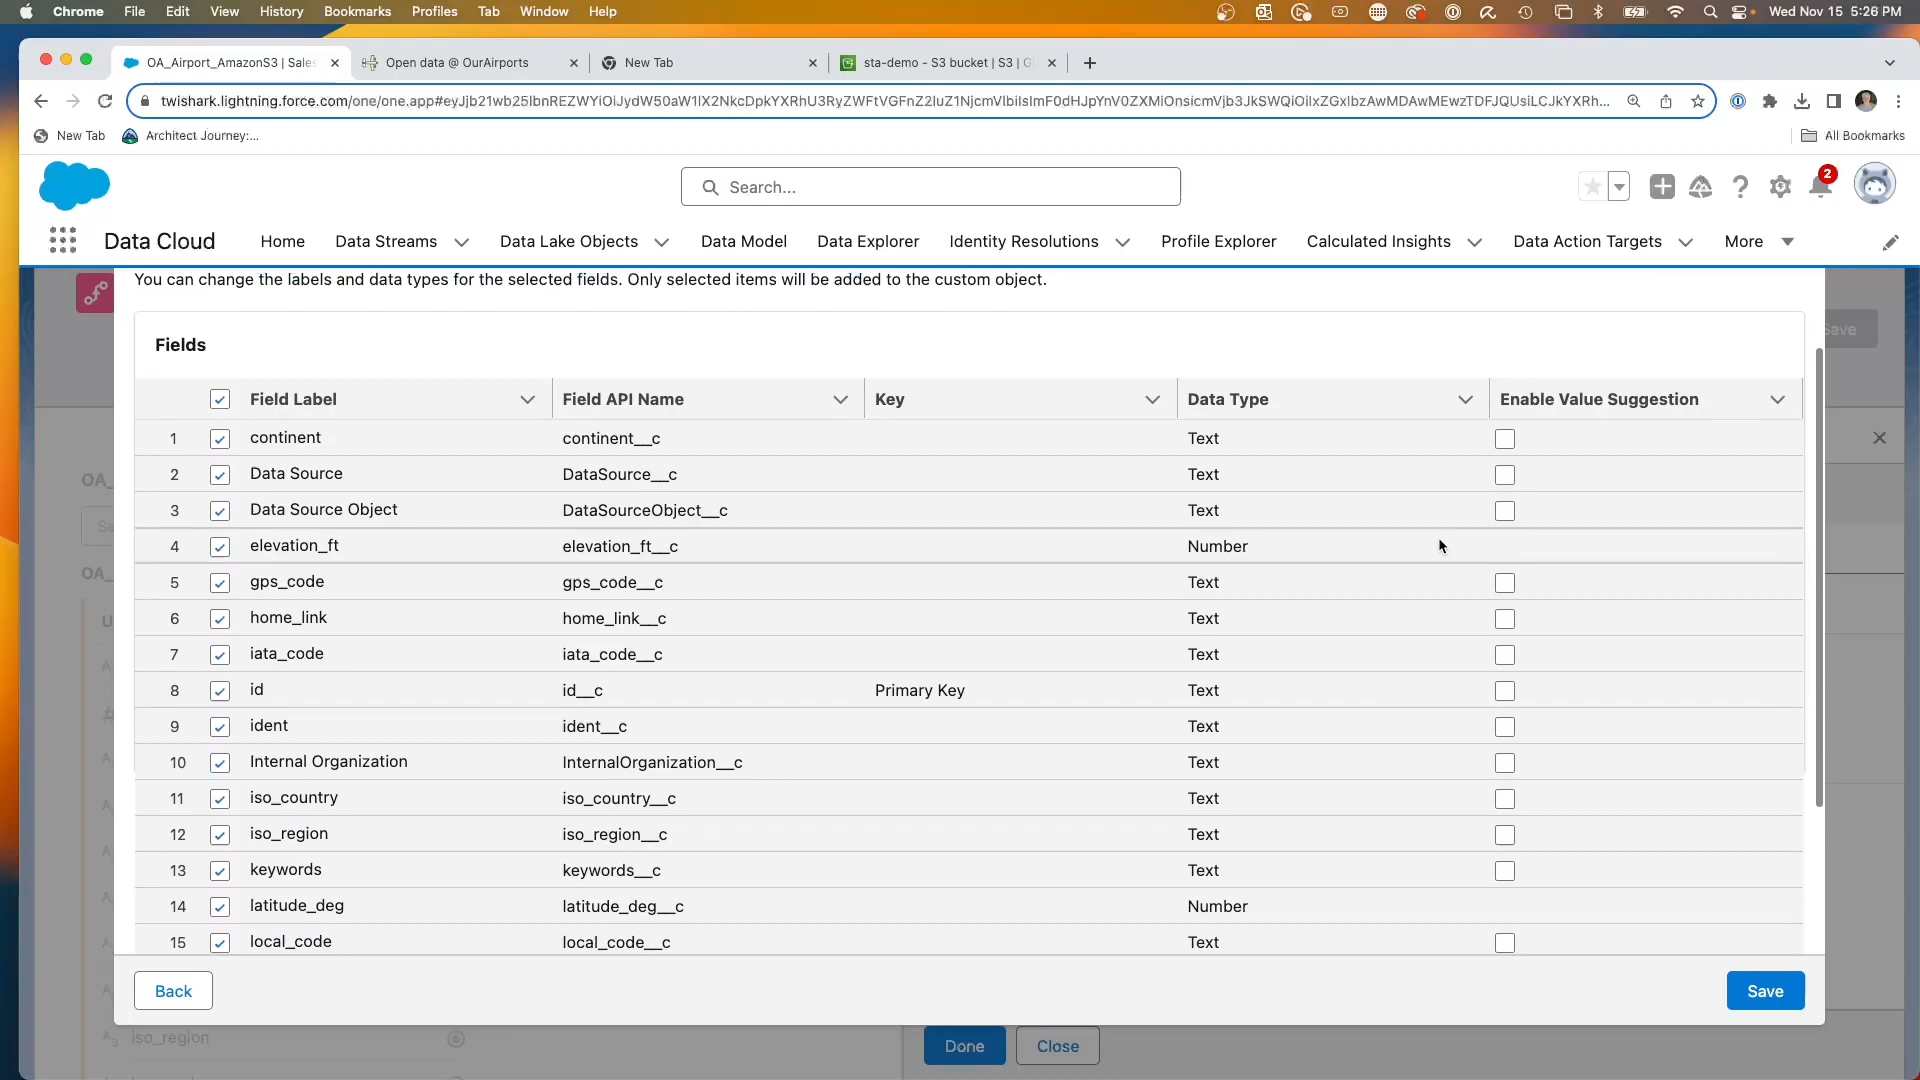 Chrome File Edit View History Bookmarks Profiles Tab Window Help Wed Nov 15 5:26 PM
OA_Airport_AmazonS3 | Sales Open data @ OurAirports New Tab sta-demo - S3 bucket | S3 | G
twishark.lightning.force.com/one/one.app#
New Tab Architect Journey:... All Bookmarks
Search... 2
Data Cloud Home Data Streams Data Lake Objects Data Model Data Explorer Identity Resolutions Profile Explorer Calculated Insights Data Action Targets More
You can change the labels and data types for the selected fields. Only selected items will be added to the custom object.
Save
Fields
Field Label Field API Name Key Data Type Enable Value Suggestion
1 continent continent__c Text
2 Data Source DataSource__c Text
3 Data Source Object DataSourceObject__c Text
4 elevation_ft elevation_ft__c Number
5 gps_code gps_code__c Text
6 home_link home_link__c Text
7 iata_code iata_code__c Text
8 id id__c Primary Key Text
9 ident ident__c Text
10 Internal Organization InternalOrganization__c Text
11 iso_country iso_country__c Text
12 iso_region iso_region__c Text
13 keywords keywords__c Text
14 latitude_deg latitude_deg__c Number
15 local_code local_code__c Text
Back Save
iso_region
Done Close